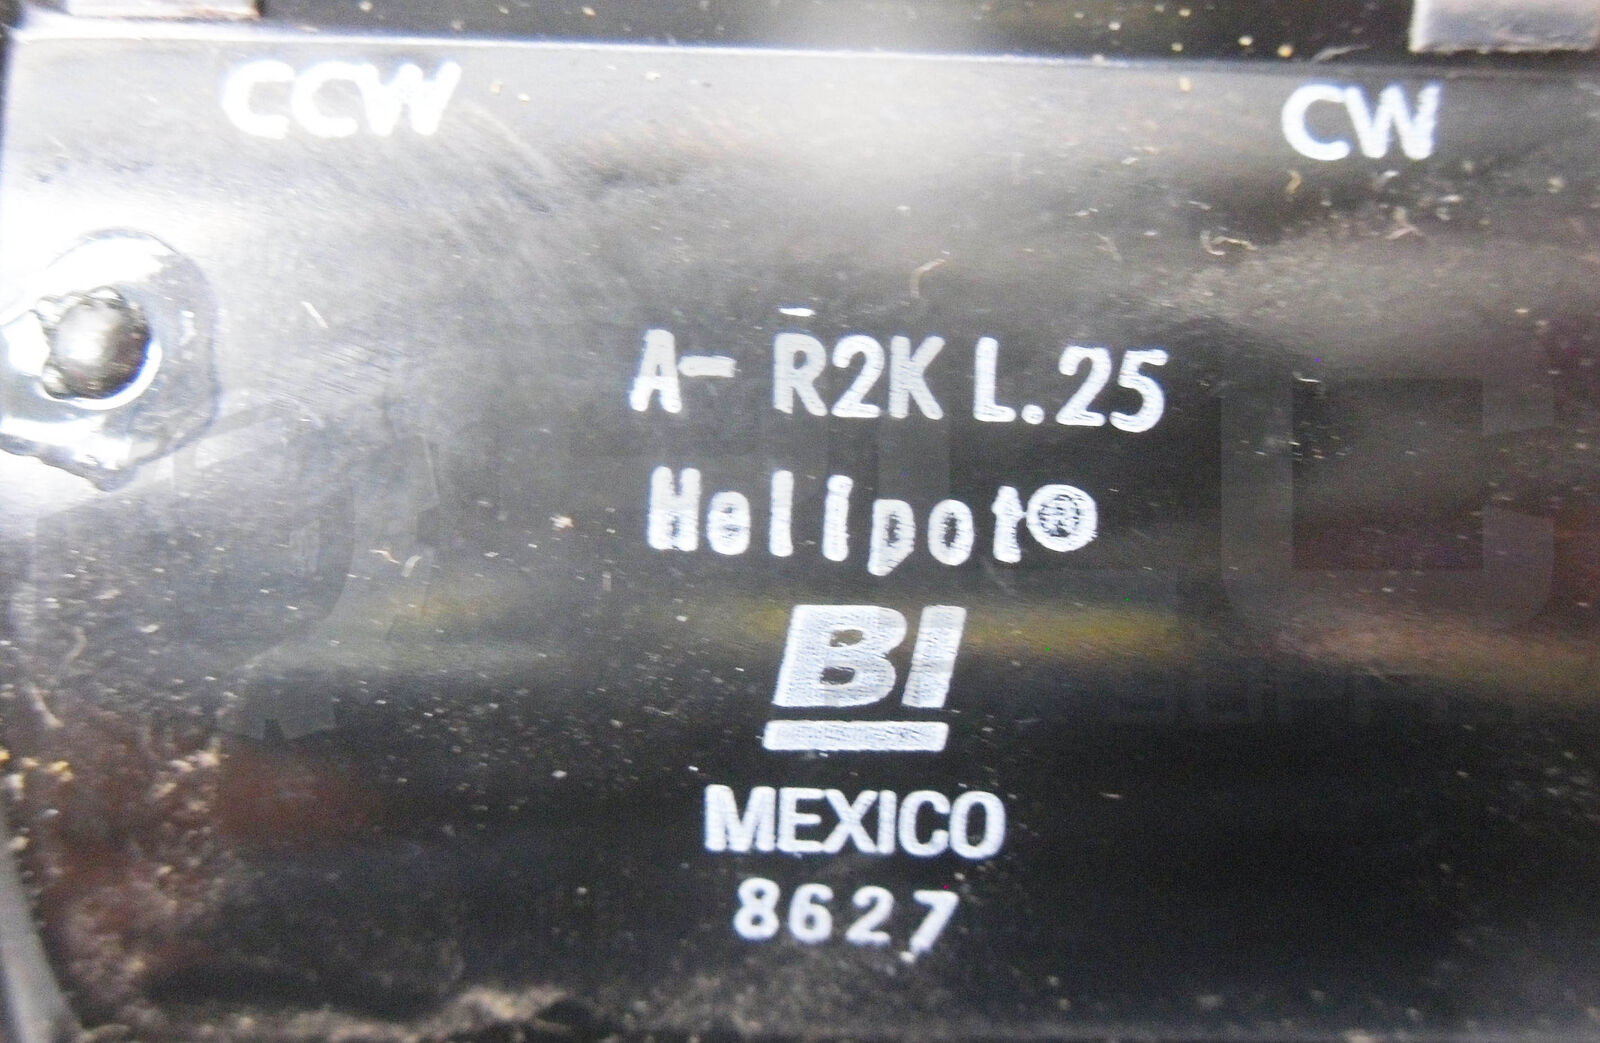 CCW CW
A- R2K L.25
Helipot®
BI
MEXICO
8627